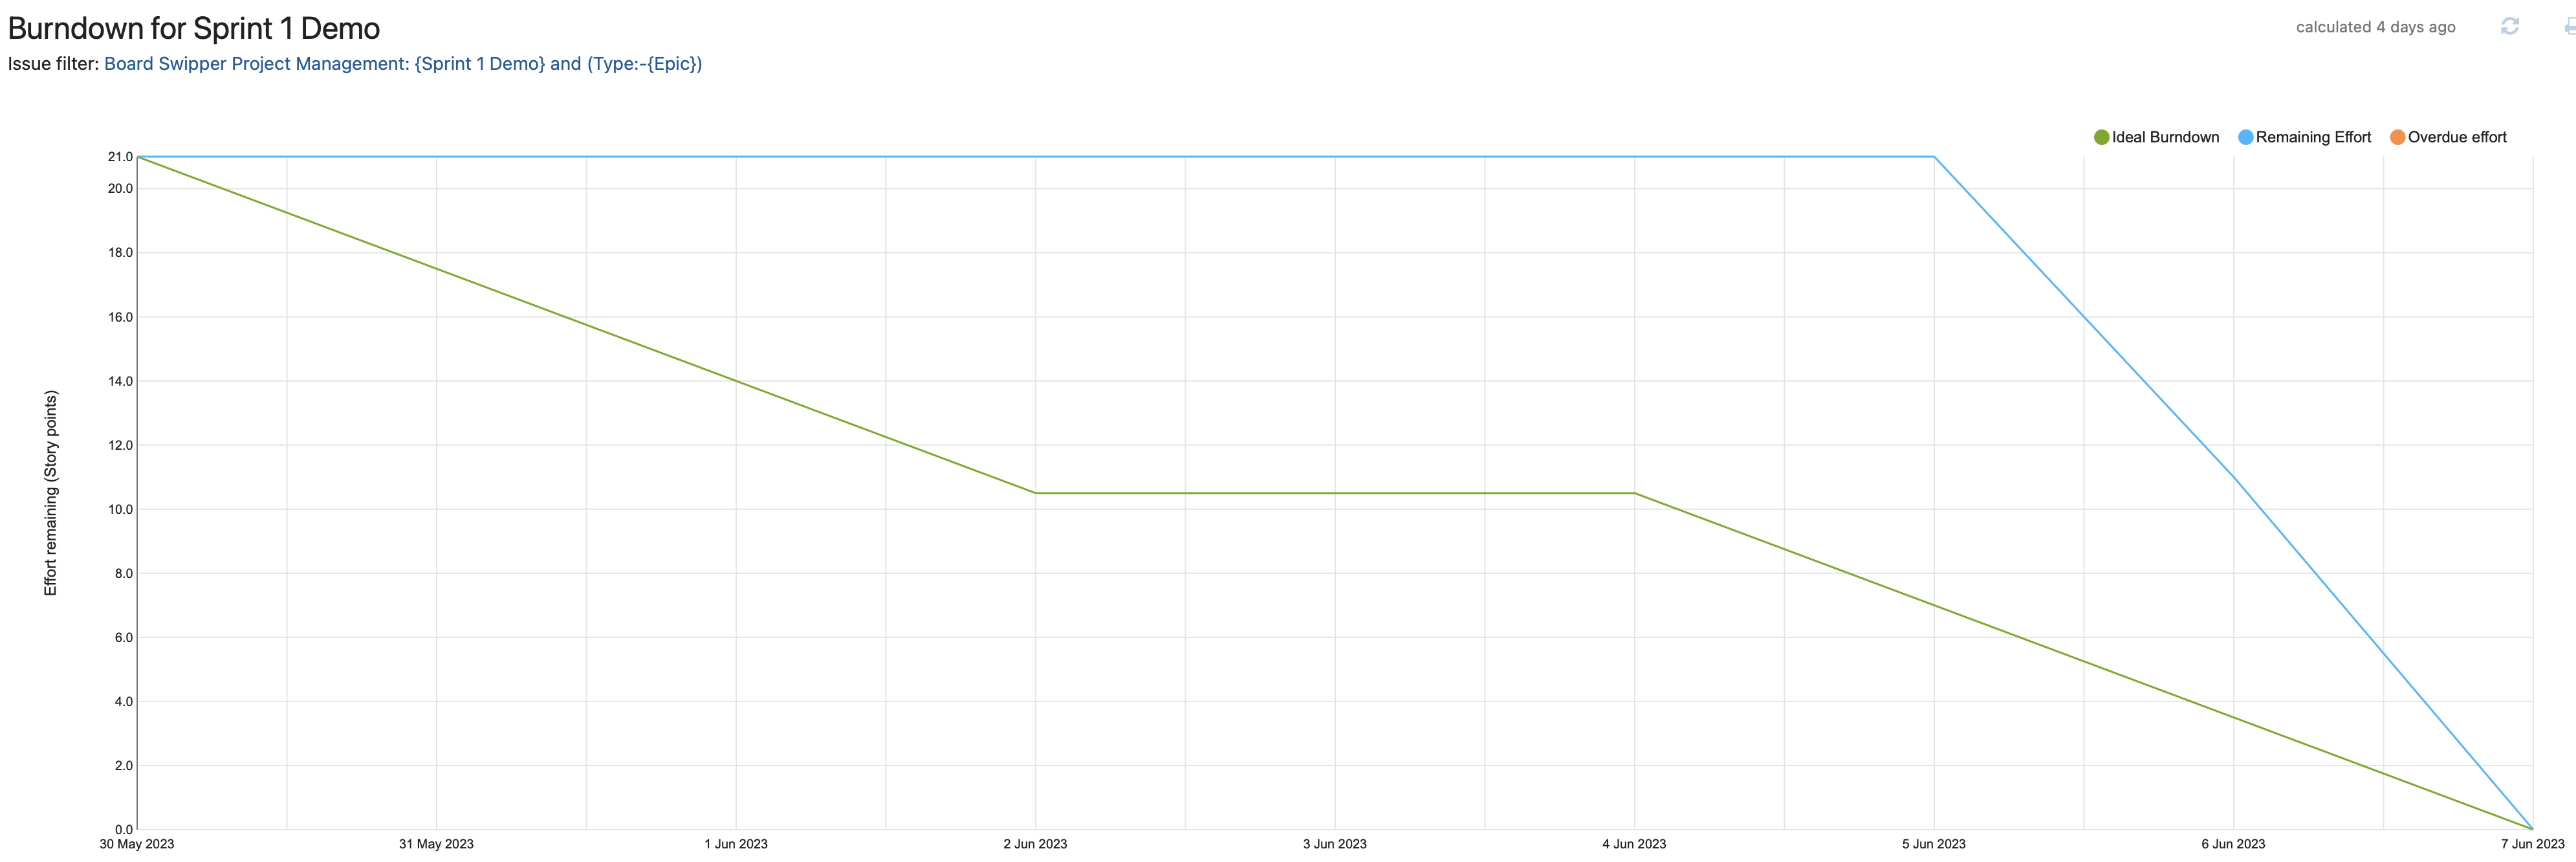 Burndown for Sprint 1 Demo
calculated 4 days ago
Issue filter: Board Swipper Project Management: {Sprint 1 Demo} and (Type:-{Epic})
Ideal Burndown
Remaining Effort
Overdue effort
Effort remaining (Story points)
21.0
20.0
18.0
16.0
14.0
12.0
10.0
8.0
6.0
4.0
2.0
0.0
30 May 2023
31 May 2023
1 Jun 2023
2 Jun 2023
3 Jun 2023
4 Jun 2023
5 Jun 2023
6 Jun 2023
7 Jun 2023